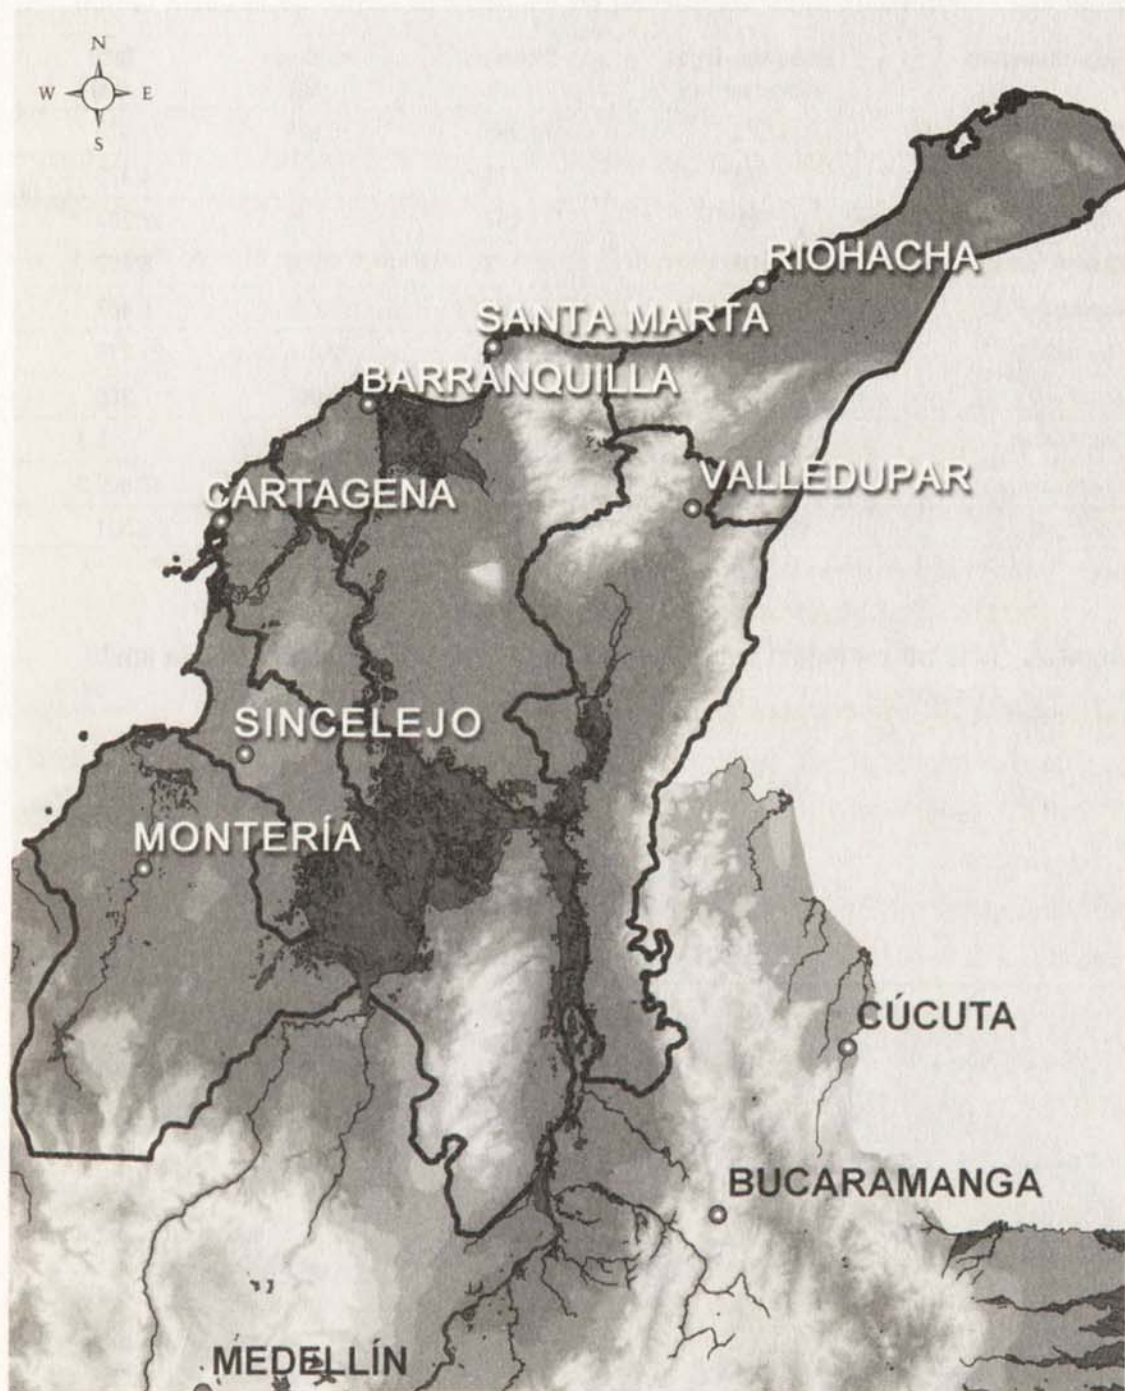 N
W E
S
RIOHACHA
SANTA MARTA
BARRANQUILLA
VALLEDUPAR
CARTAGENA
SINCELEJO
MONTERÍA
CÚCUTA
BUCARAMANGA
MEDELLÍN